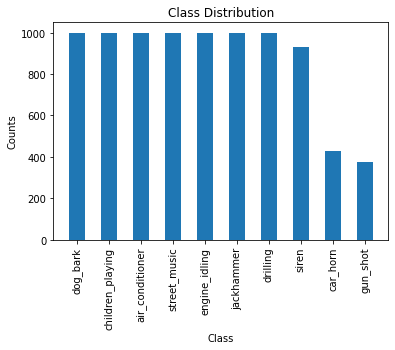 Class Distribution
Counts
1000
800
600
400
200
0
dog_bark
children_playing
air_conditioner
street_music
engine_idling
jackhammer
drilling
siren
car_horn
gun_shot
Class